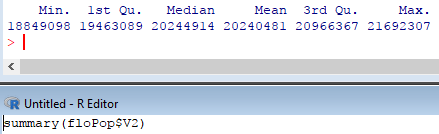 Min. 1st Qu. Median Mean 3rd Qu. Max.
18849098 19463089 20244914 20240481 20966367 21692307
>
Untitled - R Editor
summary(floPop$V2)